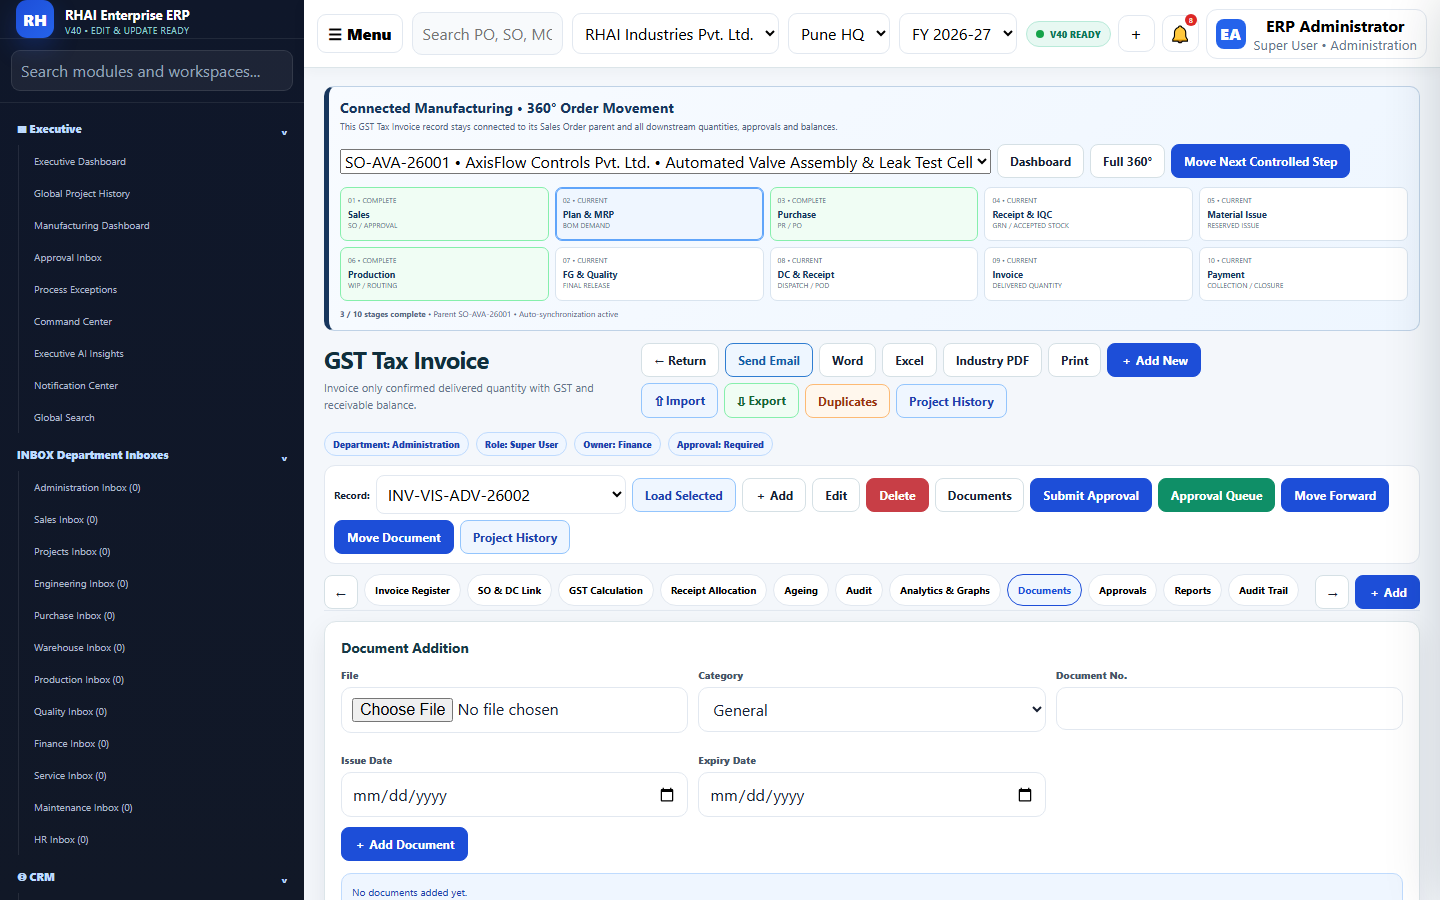 RH
RHAI Enterprise ERP
V40 • EDIT & UPDATE READY
Search modules and workspaces...
Executive
Executive Dashboard
Global Project History
Manufacturing Dashboard
Approval Inbox
Process Exceptions
Command Center
Executive AI Insights
Notification Center
Global Search
INBOX Department Inboxes
Administration Inbox (0)
Sales Inbox (0)
Projects Inbox (0)
Engineering Inbox (0)
Purchase Inbox (0)
Warehouse Inbox (0)
Production Inbox (0)
Quality Inbox (0)
Finance Inbox (0)
Service Inbox (0)
Maintenance Inbox (0)
HR Inbox (0)
CRM
☰ Menu
Search PO, SO, MO
RHAI Industries Pvt. Ltd.
Pune HQ
FY 2026-27
V40 READY
+
8
EA
ERP Administrator
Super User • Administration
Connected Manufacturing • 360° Order Movement
This GST Tax Invoice record stays connected to its Sales Order parent and all downstream quantities, approvals and balances.
SO-AVA-26001 • AxisFlow Controls Pvt. Ltd. • Automated Valve Assembly & Leak Test Cell
Dashboard
Full 360°
Move Next Controlled Step
01 • COMPLETE
Sales
SO / APPROVAL
02 • CURRENT
Plan & MRP
BOM DEMAND
03 • COMPLETE
Purchase
PR / PO
04 • CURRENT
Receipt & IQC
GRN / ACCEPTED STOCK
05 • CURRENT
Material Issue
RESERVED ISSUE
06 • COMPLETE
Production
WIP / ROUTING
07 • CURRENT
FG & Quality
FINAL RELEASE
08 • CURRENT
DC & Receipt
DISPATCH / POD
09 • CURRENT
Invoice
DELIVERED QUANTITY
10 • CURRENT
Payment
COLLECTION / CLOSURE
3 / 10 stages complete • Parent SO-AVA-26001 • Auto-synchronization active
GST Tax Invoice
Invoice only confirmed delivered quantity with GST and
receivable balance.
← Return
Send Email
Word
Excel
Industry PDF
Print
+ Add New
⇧ Import
⇩ Export
Duplicates
Project History
Department: Administration
Role: Super User
Owner: Finance
Approval: Required
Record:
INV-VIS-ADV-26002
Load Selected
+ Add
Edit
Delete
Documents
Submit Approval
Approval Queue
Move Forward
Move Document
Project History
←
Invoice Register
SO & DC Link
GST Calculation
Receipt Allocation
Ageing
Audit
Analytics & Graphs
Documents
Approvals
Reports
Audit Trail
→
+ Add
Document Addition
File
Category
Document No.
Choose File No file chosen
General
Issue Date
Expiry Date
mm/dd/yyyy
mm/dd/yyyy
+ Add Document
No documents added yet.